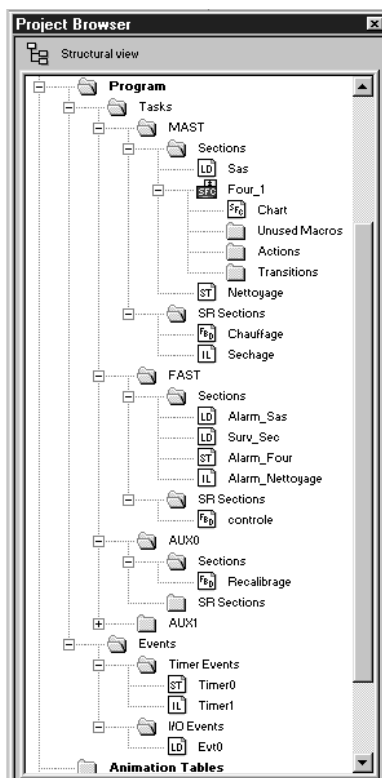 Project Browser
Structural view
Program
Tasks
MAST
Sections
LD Sas
SFC Four_1
SFC Chart
Unused Macros
Actions
Transitions
ST Nettoyage
SR Sections
FBD Chauffage
IL Sechage
FAST
Sections
LD Alarm_Sas
LD Surv_Sec
ST Alarm_Four
IL Alarm_Nettoyage
SR Sections
FBD controle
AUX0
Sections
FBD Recalibrage
SR Sections
AUX1
Events
Timer Events
ST Timer0
IL Timer1
I/O Events
LD Evt0
Animation Tables